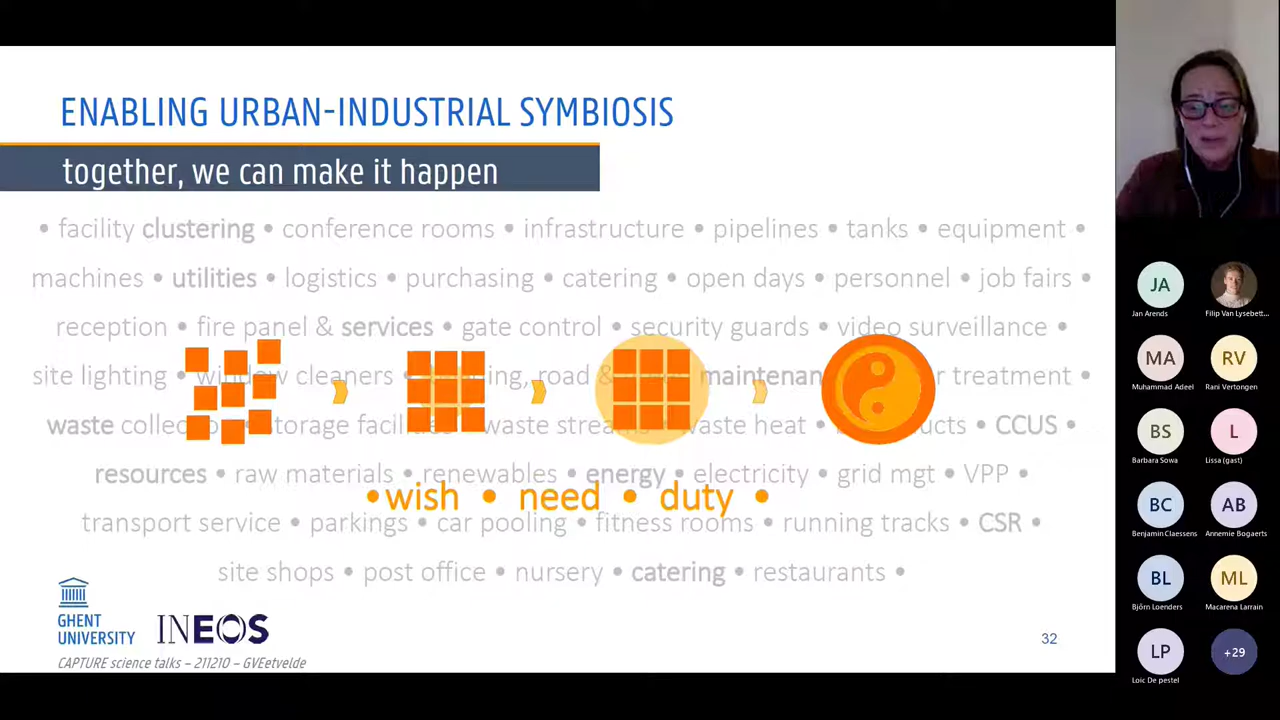 ENABLING URBAN-INDUSTRIAL SYMBIOSIS
together, we can make it happen
• facility clustering • conference rooms • infrastructure • pipelines • tanks • equipment •
machines • utilities • logistics • purchasing • catering • open days • personnel • job fairs •
reception • fire panel & services • gate control • security guards • video surveillance •
site lighting • window cleaners • road & treatment •
waste • waste heat • CCUS •
resources • raw materials • renewables • energy • electricity • grid mgt • VPP •
•wish • need • duty •
transport service • parkings • car pooling • fitness rooms • running tracks • CSR •
site shops • post office • nursery • catering • restaurants •
GHENT
UNIVERSITY
INEOS
CAPTURE science talks – 211210 – GVEetvelde
32
JA
Jan Arends
Filip Van Lysebett...
MA
Muhammad Adeel
RV
Rani Vertongen
BS
Barbara Sowa
L
Lissa (gast)
BC
Benjamin Claessens
AB
Annemie Bogaerts
BL
Björn Loenders
ML
Macarena Larrain
LP
Loic De pestel
+29